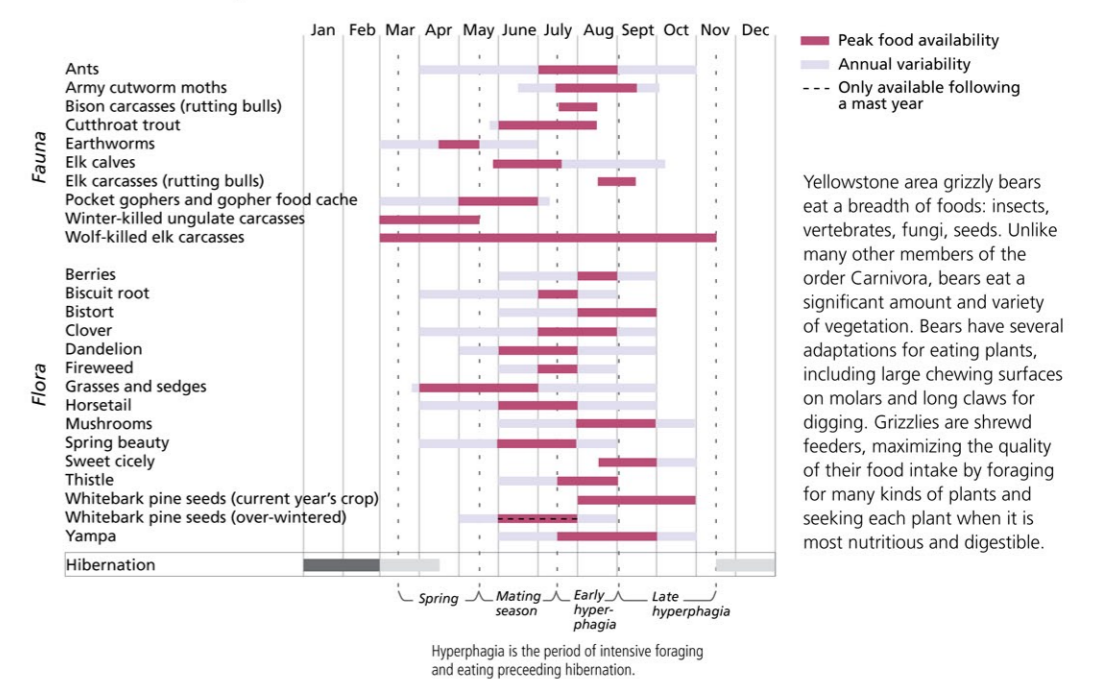 Jan Feb Mar Apr May June July Aug Sept Oct Nov Dec
Peak food availability
Annual variability
Only available following
a mast year
Fauna
Ants
Army cutworm moths
Bison carcasses (rutting bulls)
Cutthroat trout
Earthworms
Elk calves
Elk carcasses (rutting bulls)
Pocket gophers and gopher food cache
Winter-killed ungulate carcasses
Wolf-killed elk carcasses
Flora
Berries
Biscuit root
Bistort
Clover
Dandelion
Fireweed
Grasses and sedges
Horsetail
Mushrooms
Spring beauty
Sweet cicely
Thistle
Whitebark pine seeds (current year's crop)
Whitebark pine seeds (over-wintered)
Yampa
Hibernation
Spring
Mating
season
Early
hyper-
phagia
Late
hyperphagia
Hyperphagia is the period of intensive foraging
and eating preceeding hibernation.
Yellowstone area grizzly bears
eat a breadth of foods: insects,
vertebrates, fungi, seeds. Unlike
many other members of the
order Carnivora, bears eat a
significant amount and variety
of vegetation. Bears have several
adaptations for eating plants,
including large chewing surfaces
on molars and long claws for
digging. Grizzlies are shrewd
feeders, maximizing the quality
of their food intake by foraging
for many kinds of plants and
seeking each plant when it is
most nutritious and digestible.